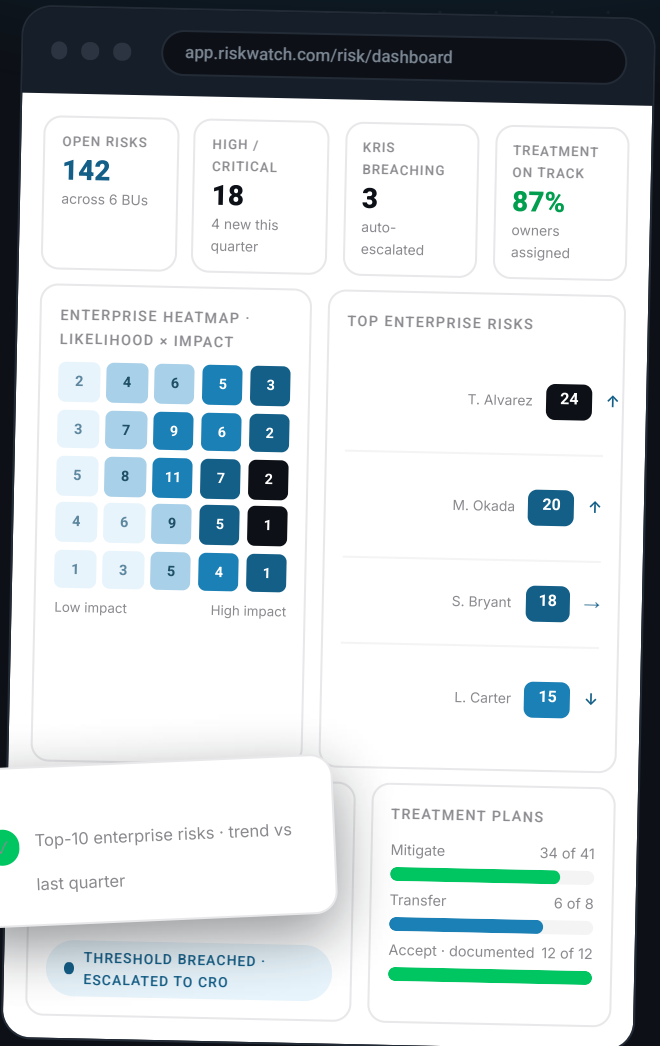 app.riskwatch.com/risk/dashboard
OPEN RISKS
142
across 6 BUs
HIGH /
CRITICAL
18
4 new this
quarter
KRIS
BREACHING
3
auto-
escalated
TREATMENT
ON TRACK
87%
owners
assigned
ENTERPRISE HEATMAP ·
LIKELIHOOD × IMPACT
2 4 6 5 3
3 7 9 6 2
5 8 11 7 2
4 6 9 5 1
1 3 5 4 1
Low impact High impact
TOP ENTERPRISE RISKS
T. Alvarez 24 ↑
M. Okada 20 ↑
S. Bryant 18 →
L. Carter 15 ↓
Top-10 enterprise risks · trend vs
last quarter
THRESHOLD BREACHED ·
ESCALATED TO CRO
TREATMENT PLANS
Mitigate 34 of 41
Transfer 6 of 8
Accept · documented 12 of 12